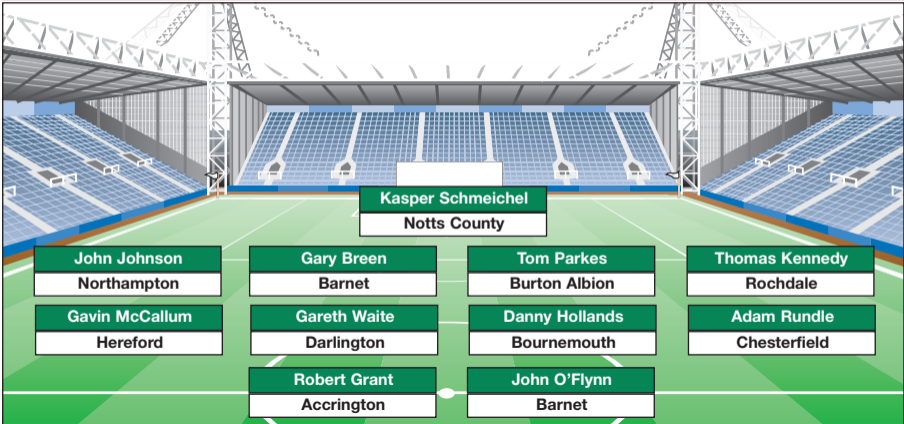 Kasper Schmeichel
Notts County
John Johnson
Northampton
Gary Breen
Barnet
Tom Parkes
Burton Albion
Thomas Kennedy
Rochdale
Gavin McCallum
Hereford
Gareth Waite
Darlington
Danny Hollands
Bournemouth
Adam Rundle
Chesterfield
Robert Grant
Accrington
John O’Flynn
Barnet